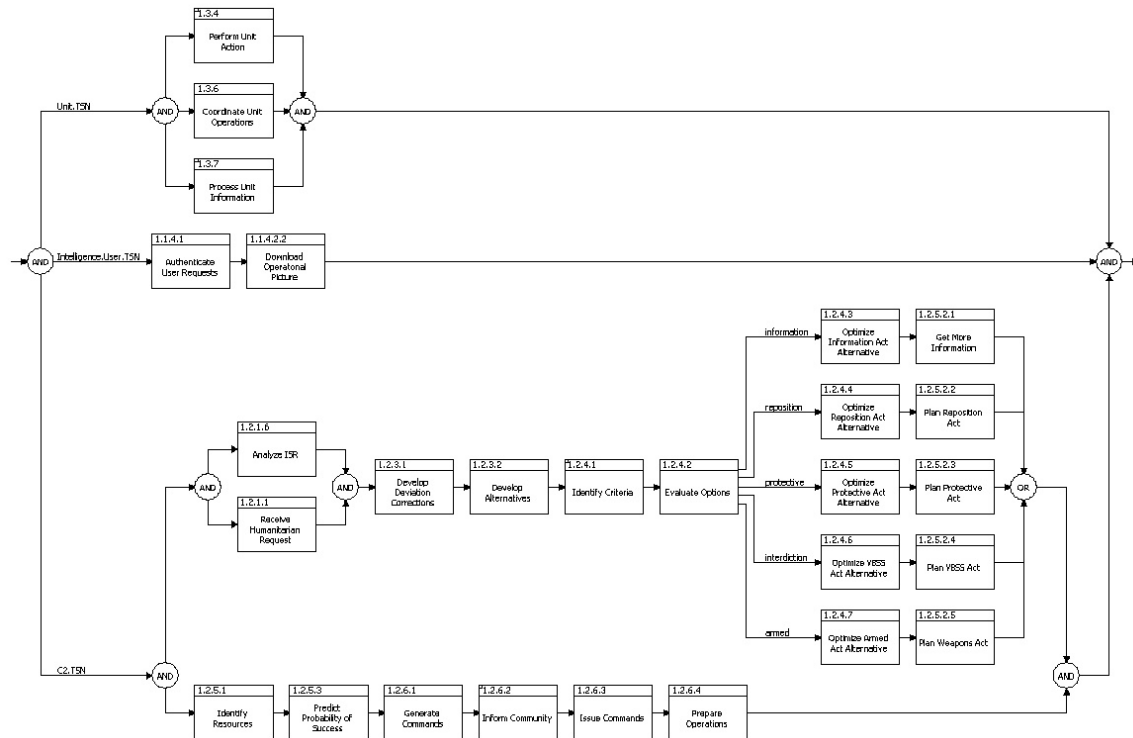 1.3.4
Perform Unit
Action
1.3.6
Unit.TSN
AND
Coordinate Unit
Operations
AND
1.3.7
Process Unit
Information
1.1.4.1
1.1.4.2.2
AND
Intelligence.User.TSN
Authenticate
User Requests
Download
Operatonal
Picture
AND
1.2.4.3
1.2.5.2.1
information
Optimize
Information Act
Alternative
Get More
Information
1.2.4.4
1.2.5.2.2
reposition
Optimize
Reposition Act
Alternative
Plan Reposition
Act
1.2.1.6
Analyze ISR
1.2.3.1
1.2.3.2
1.2.4.1
1.2.4.2
1.2.4.5
1.2.5.2.3
AND
AND
Develop
Deviation
Corrections
Develop
Alternatives
Identify Criteria
Evaluate Options
protective
Optimize
Protective Act
Alternative
Plan Protective
Act
OR
1.2.1.1
Receive
Humanitarian
Request
1.2.4.6
1.2.5.2.4
interdiction
Optimize VBSS
Act Alternative
Plan VBSS Act
1.2.4.7
1.2.5.2.5
armed
Optimize Armed
Act Alternative
Plan Weapons Act
C2.TSN
AND
AND
1.2.5.1
1.2.5.3
1.2.6.1
1.2.6.2
1.2.6.3
1.2.6.4
Identify
Resources
Predict
Probability of
Success
Generate
Commands
Inform Community
Issue Commands
Prepare
Operations